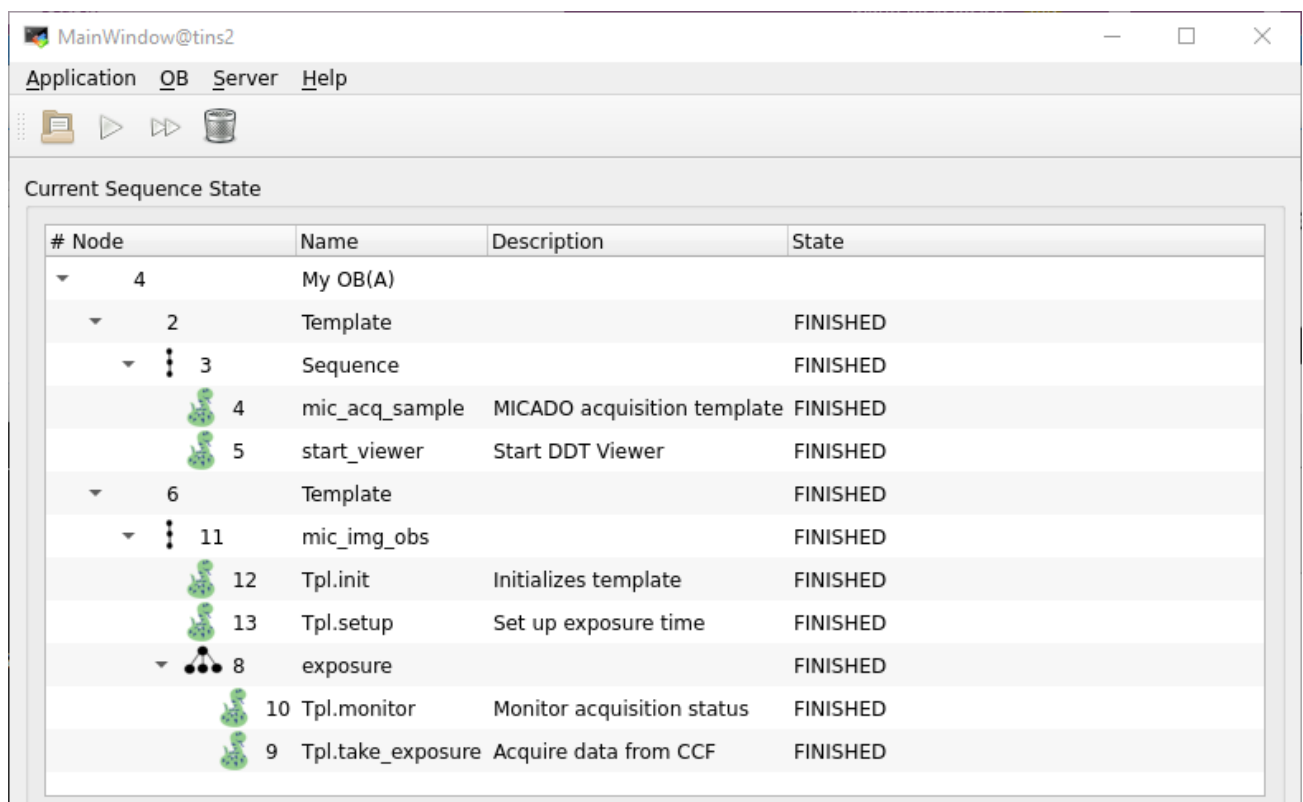 MainWindow@tins2
Application OB Server Help
Current Sequence State
# Node Name Description State
4 My OB(A)
2 Template FINISHED
3 Sequence FINISHED
4 mic_acq_sample MICADO acquisition template FINISHED
5 start_viewer Start DDT Viewer FINISHED
6 Template FINISHED
11 mic_img_obs FINISHED
12 Tpl.init Initializes template FINISHED
13 Tpl.setup Set up exposure time FINISHED
8 exposure FINISHED
10 Tpl.monitor Monitor acquisition status FINISHED
9 Tpl.take_exposure Acquire data from CCF FINISHED